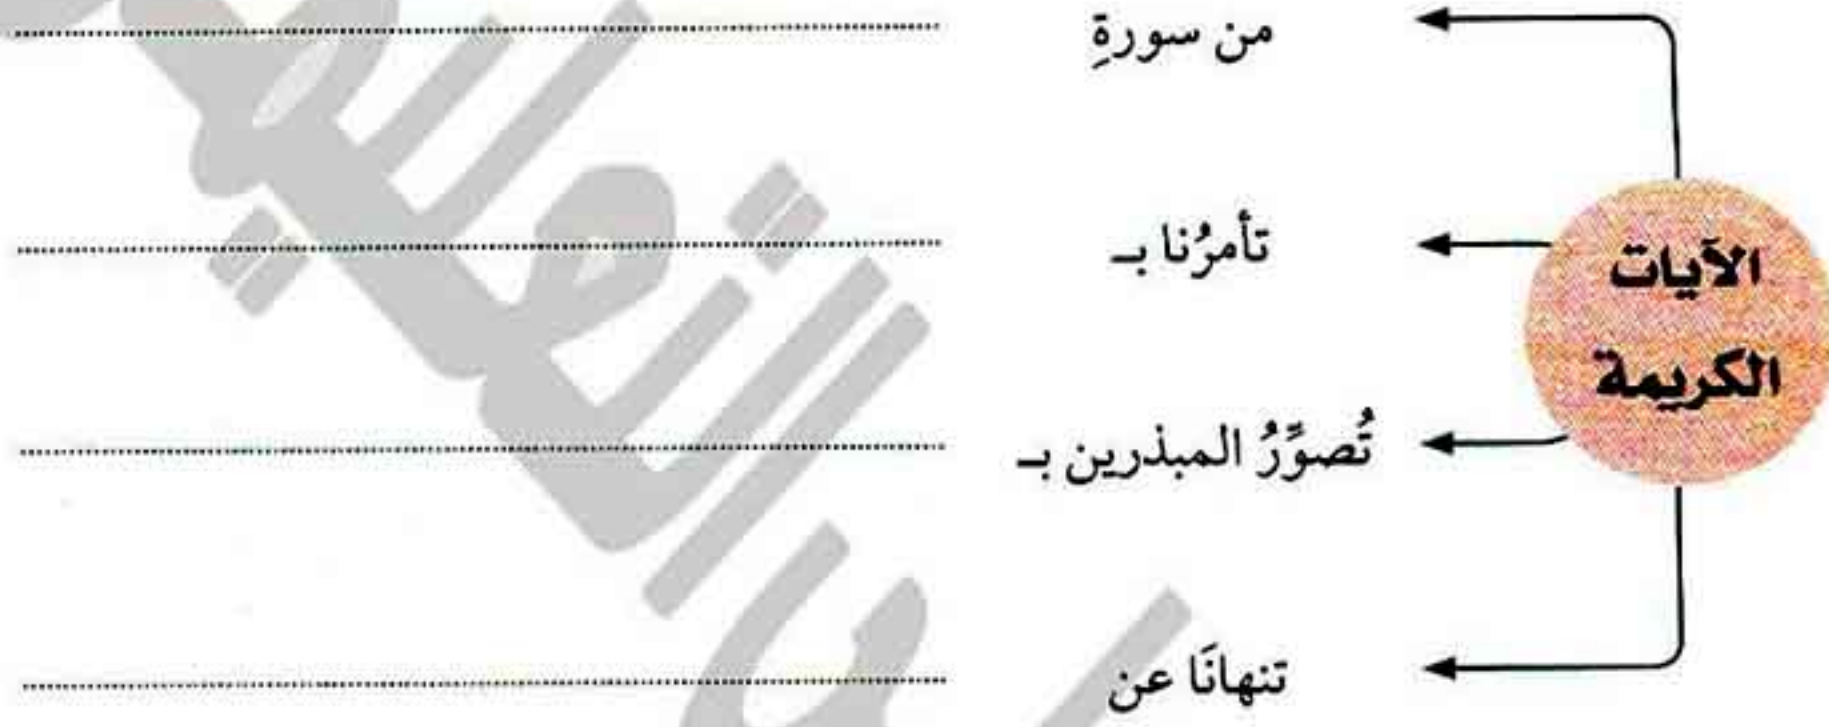 الآيات
الكريمة
من سورةِ
تأمرُنا بـ
تُصوِّرُ المبذرين بـ
تنهانَا عن